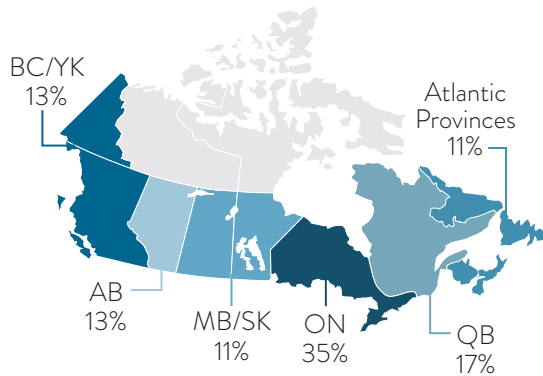 BC/YK
13%
Atlantic
Provinces
11%
AB
13%
MB/SK
11%
ON
35%
QB
17%